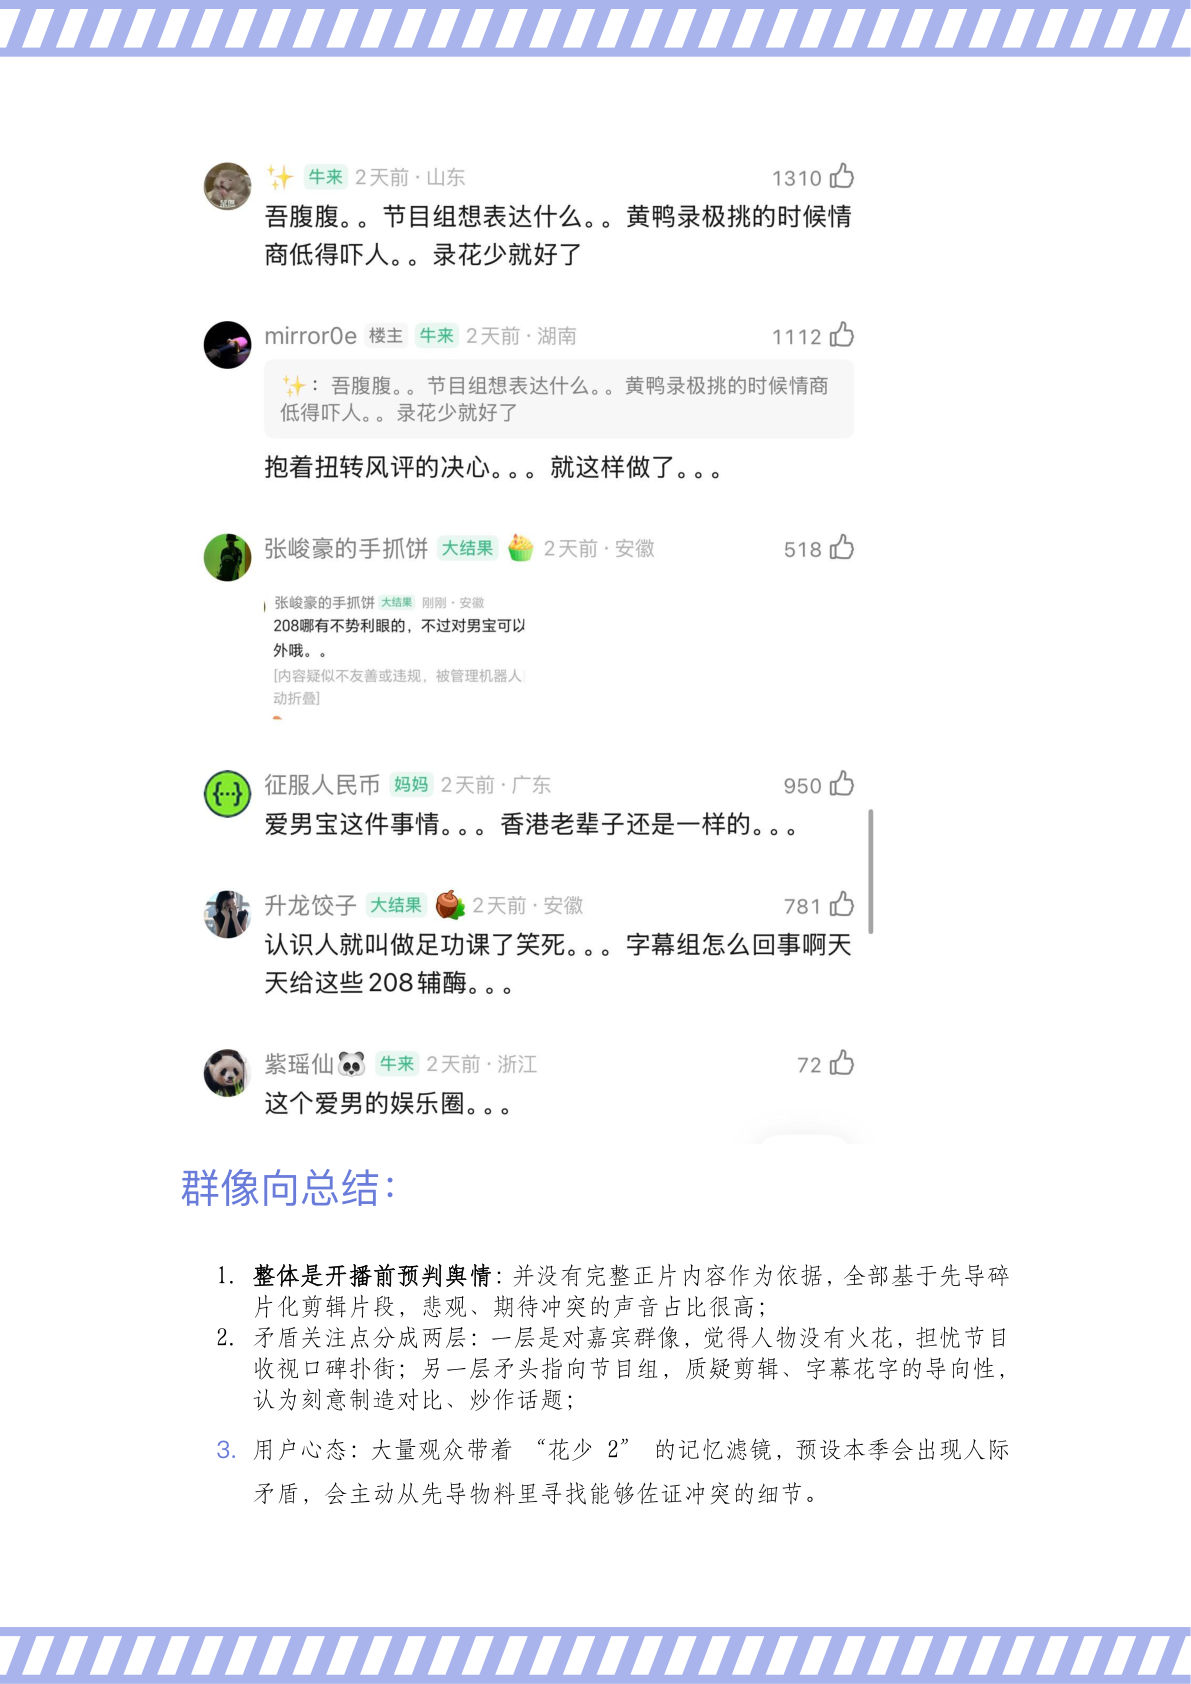 ✨ 牛来 2天前 · 山东 1310
吾腹腹。。节目组想表达什么。。黄鸭录极挑的时候情
商低得吓人。。录花少就好了
mirror0e 楼主 牛来 2天前 · 湖南 1112
✨：吾腹腹。。节目组想表达什么。。黄鸭录极挑的时候情商
低得吓人。。录花少就好了
抱着扭转风评的决心。。。就这样做了。。。
张峻豪的手抓饼 大结果 🧁 2天前 · 安徽 518
张峻豪的手抓饼 大结果 刚刚 · 安徽
208哪有不势利眼的，不过对男宝可以
外哦。。
[内容疑似不友善或违规，被管理机器人
动折叠]
征服人民币 妈妈 2天前 · 广东 950
爱男宝这件事情。。。香港老辈子还是一样的。。。
升龙饺子 大结果 🌰 2天前 · 安徽 781
认识人就叫做足功课了笑死。。。字幕组怎么回事啊天
天给这些208辅酶。。。
紫瑶仙🐼 牛来 2天前 · 浙江 72
这个爱男的娱乐圈。。。
群像向总结：
1. 整体是开播前预判舆情：并没有完整正片内容作为依据，全部基于先导碎
片化剪辑片段，悲观、期待冲突的声音占比很高；
2. 矛盾关注点分成两层：一层是对嘉宾群像，觉得人物没有火花，担忧节目
收视口碑扑街；另一层矛头指向节目组，质疑剪辑、字幕花字的导向性，
认为刻意制造对比、炒作话题；
3. 用户心态：大量观众带着 “花少 2” 的记忆滤镜，预设本季会出现人际
矛盾，会主动从先导物料里寻找能够佐证冲突的细节。